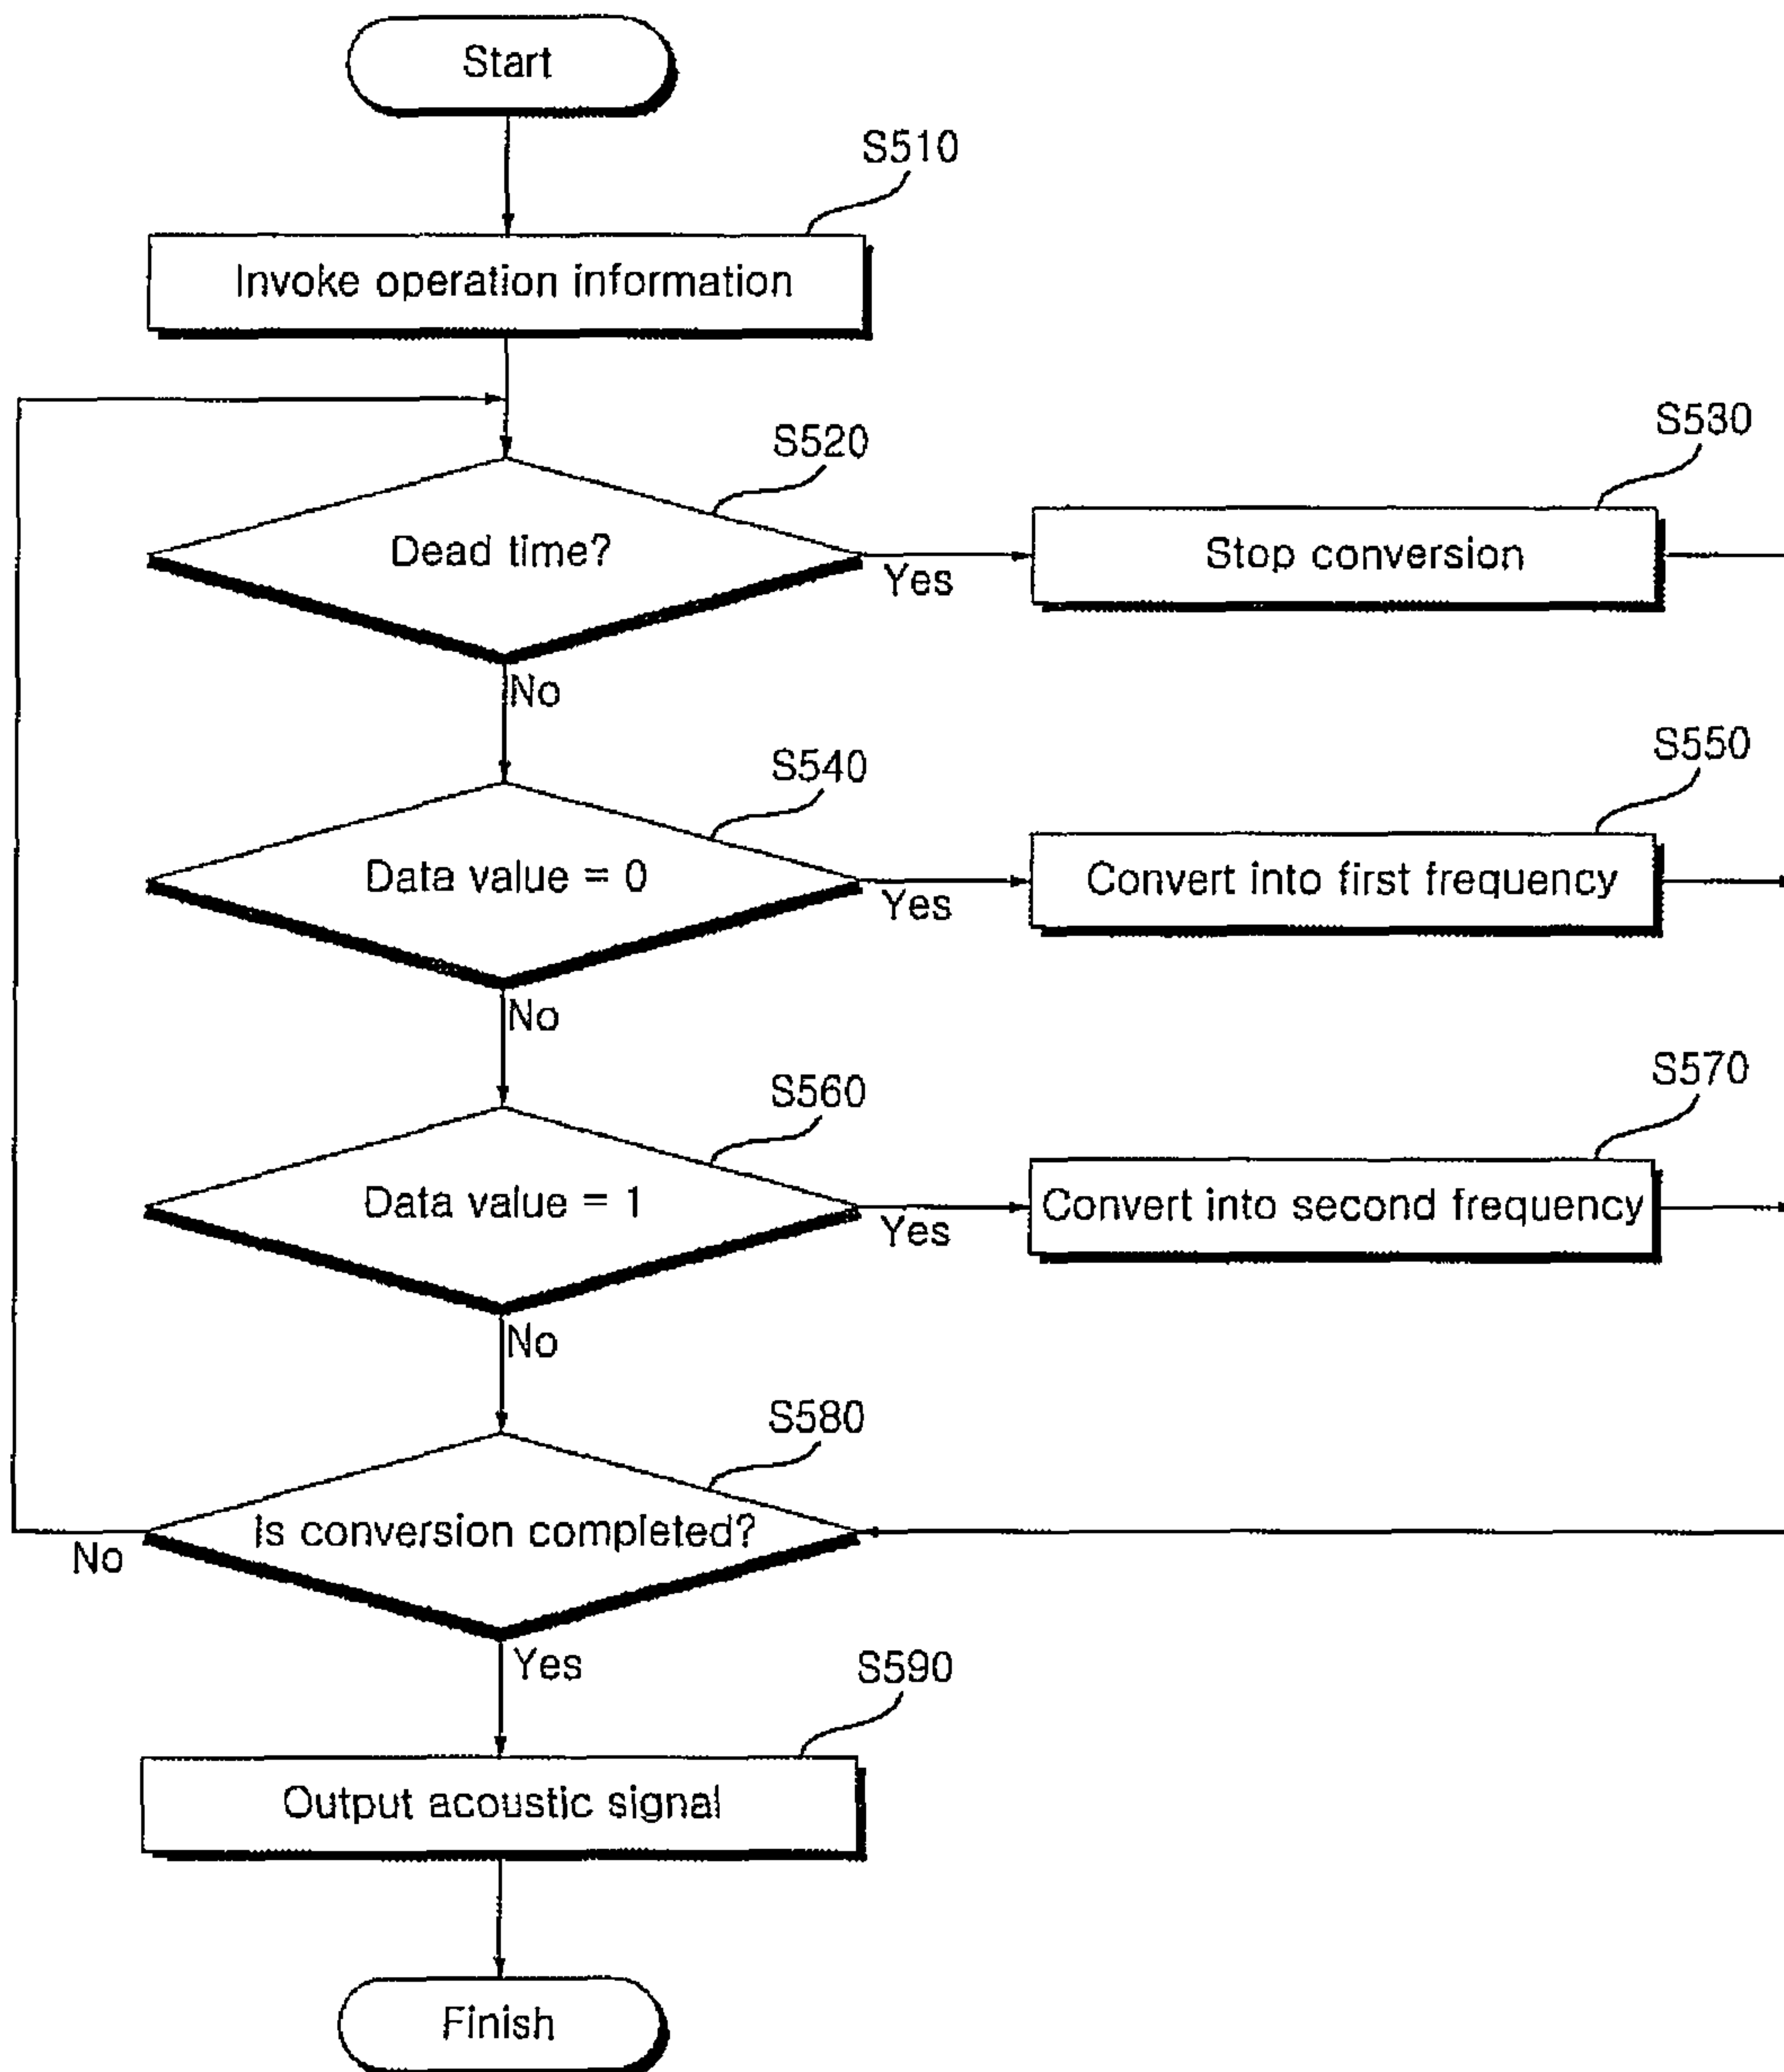 Start
S510
Invoke operation information
S520
Dead time?
Yes
S530
Stop conversion
No
S540
Data value = 0
Yes
S550
Convert into first frequency
No
S560
Data value = 1
Yes
S570
Convert into second frequency
No
S580
Is conversion completed?
No
Yes
S590
Output acoustic signal
Finish